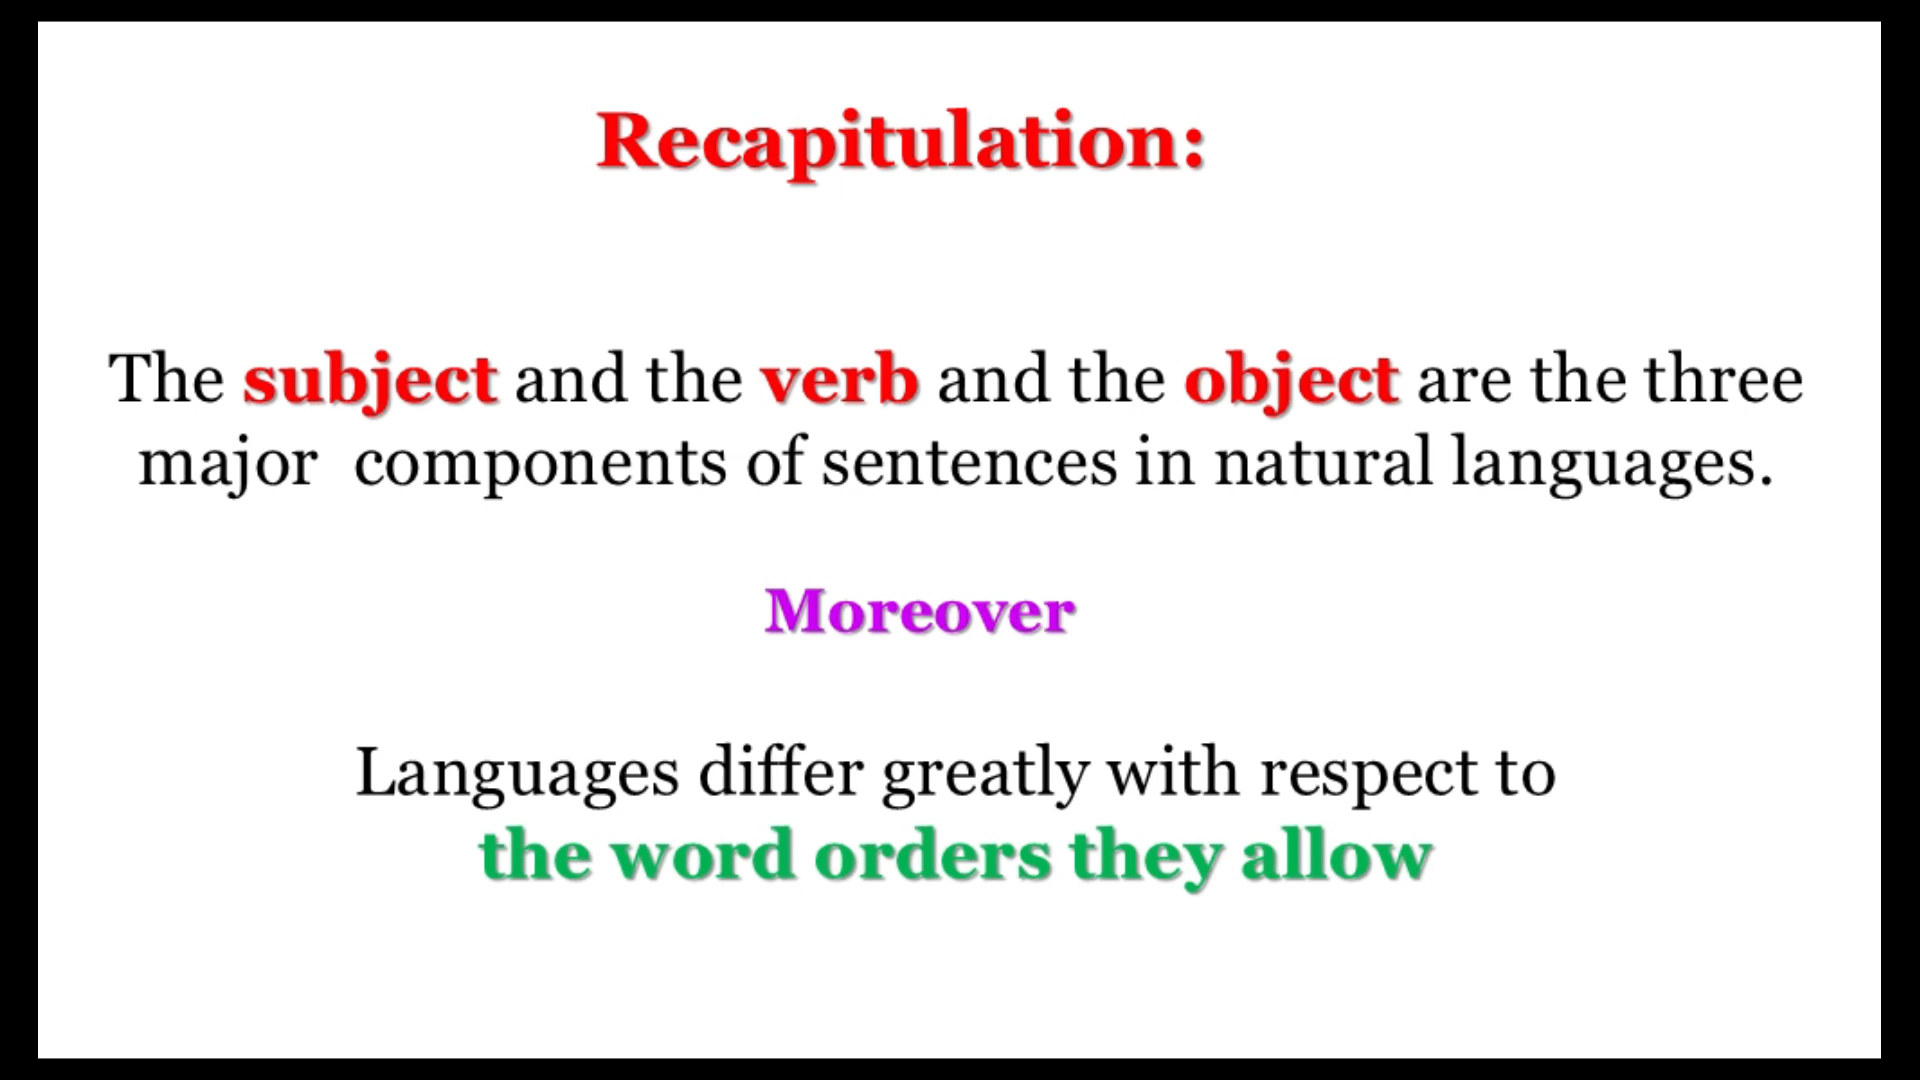 Recapitulation:
The subject and the verb and the object are the three
major  components of sentences in natural languages.
Moreover
Languages differ greatly with respect to
the word orders they allow